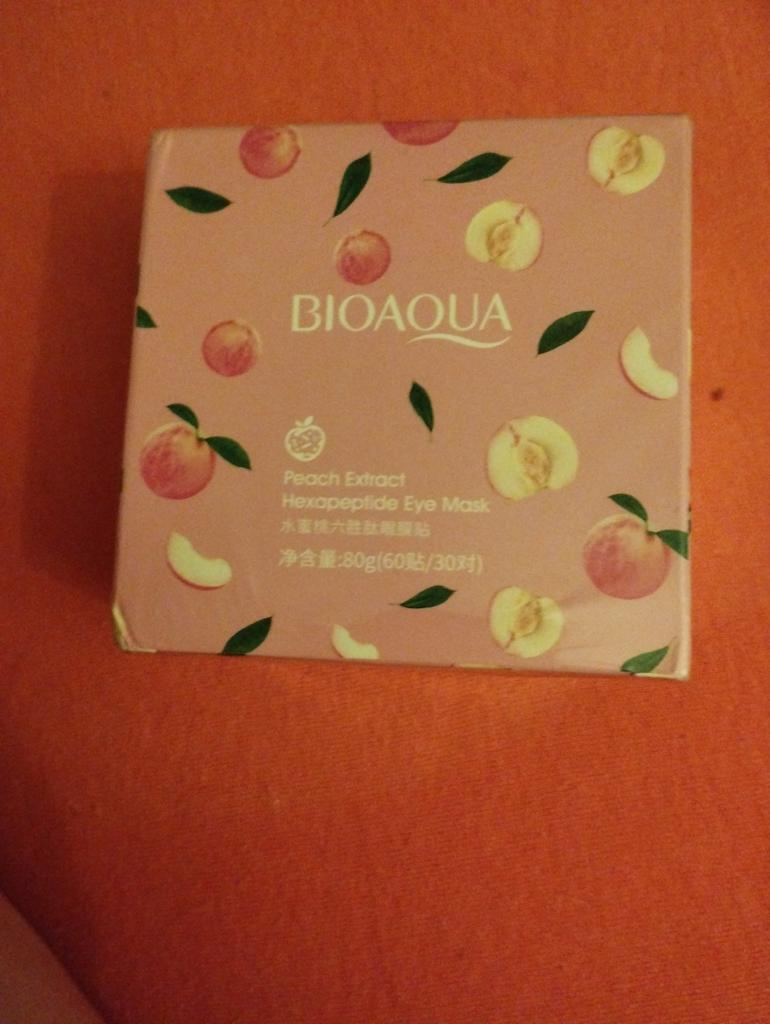 BIOAQUA
Peach Extract
Hexapeptide Eye Mask
水蜜桃六胜肽眼膜贴
净含量:80g(60贴/30对)